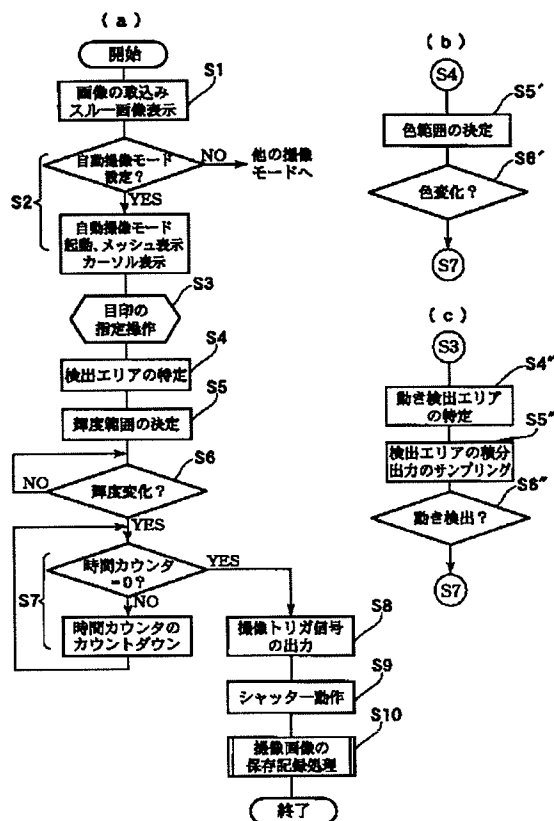 (a)
開始
S1
画像の取込み
スルー画像表示
自動撮像モード
設定?
NO
他の撮像
モードへ
YES
S2
自動撮像モード
起動、メッシュ表示
カーソル表示
S3
目印の
指定操作
S4
検出エリアの特定
S5
輝度範囲の決定
S6
輝度変化?
NO
YES
時間カウンタ
=0?
YES
NO
S7
時間カウンタの
カウントダウン
S8
撮像トリガ信号
の出力
S9
シャッター動作
S10
撮像画像の
保存記録処理
終了
(b)
S4
S5′
色範囲の決定
S6′
色変化?
S7
(c)
S3
S4″
動き検出エリア
の特定
S5″
検出エリアの積分
出力のサンプリング
S6″
動き検出?
S7